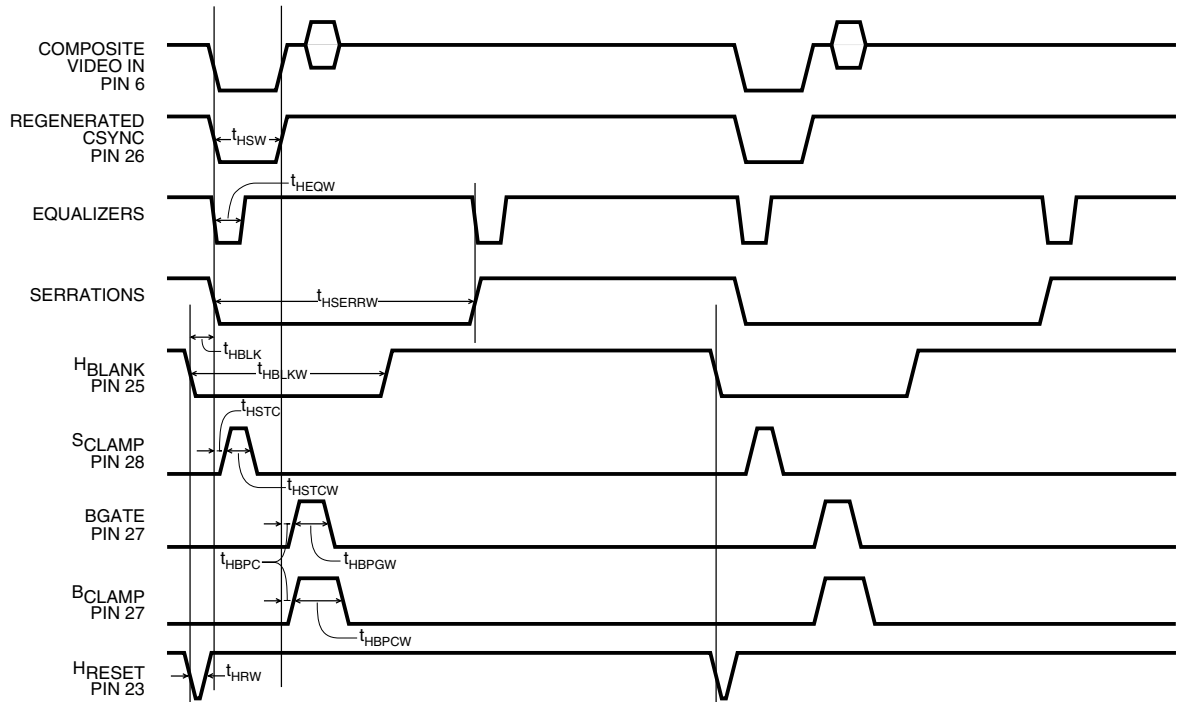 COMPOSITE
VIDEO IN
PIN 6
REGENERATED
CSYNC
PIN 26
tHSW
tHEQW
EQUALIZERS
SERRATIONS
tHSERRW
tHBLK
HBLANK
PIN 25
tHBLKW
tHSTC
SCLAMP
PIN 28
tHSTCW
BGATE
PIN 27
tHBPC
tHBPGW
BCLAMP
PIN 27
tHBPCW
HRESET
PIN 23
tHRW